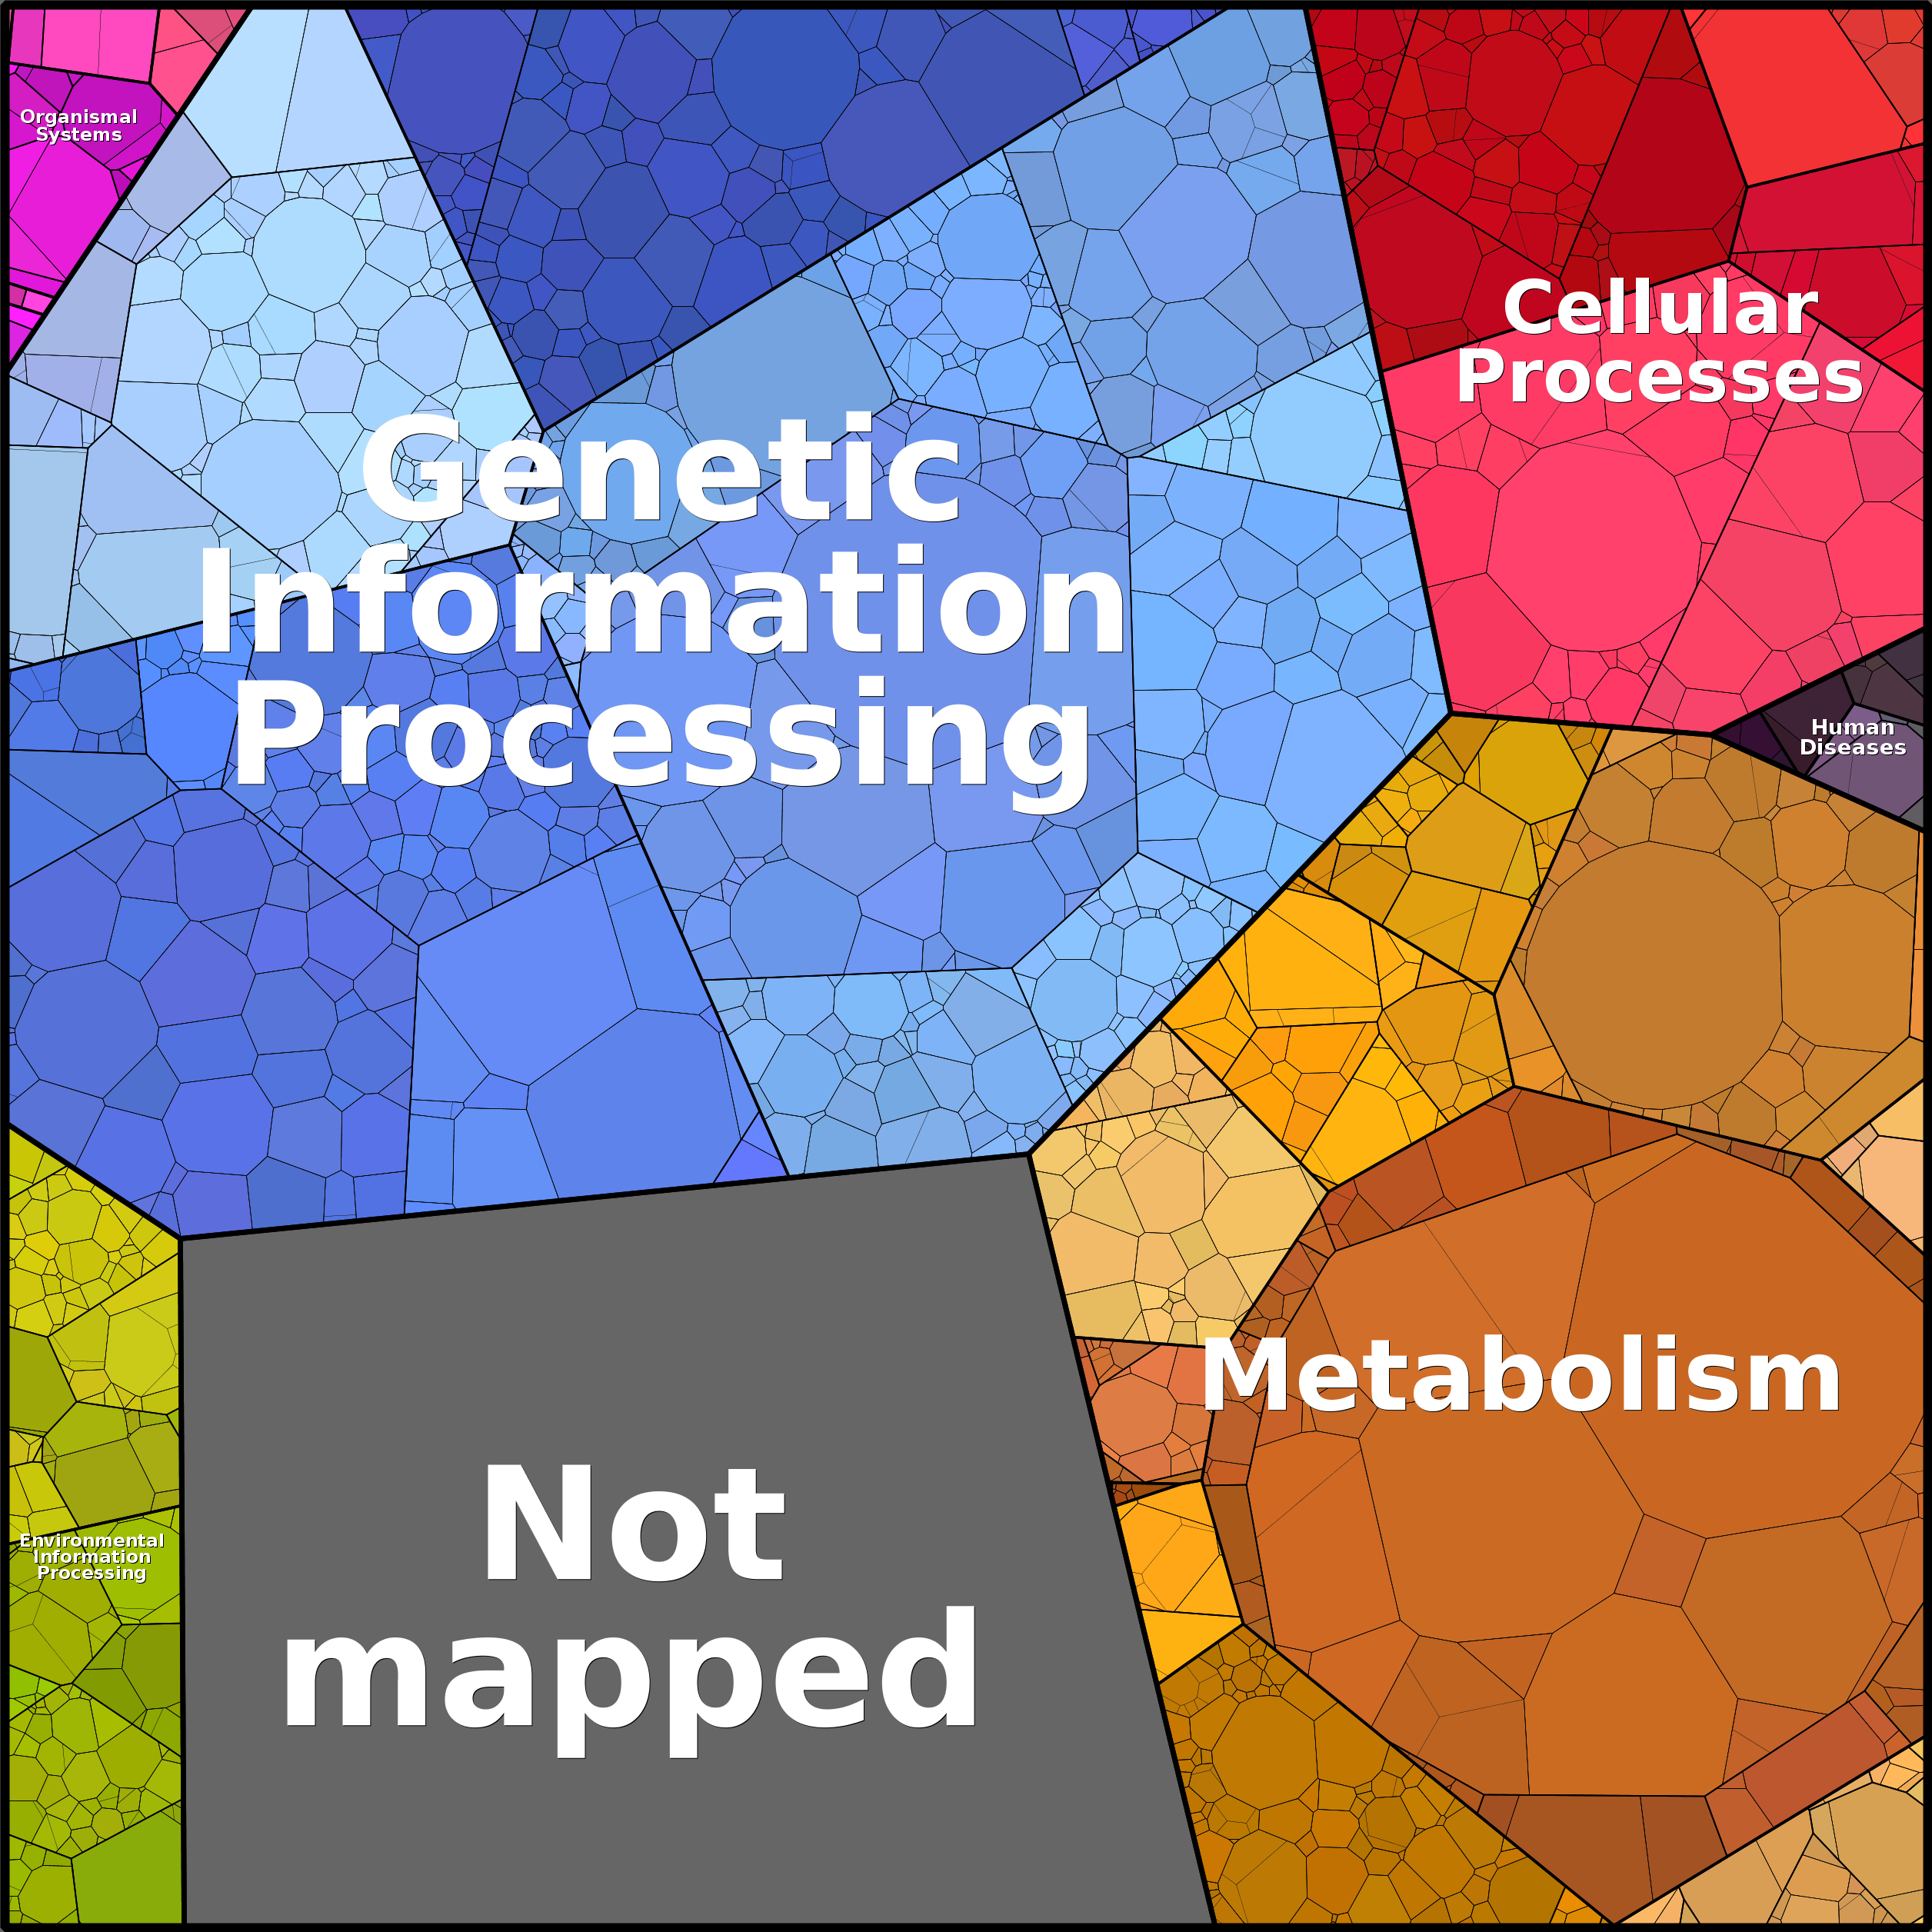 Organismal
Systems
Cellular
Processes
Genetic
Information
Processing
Human
Diseases
Metabolism
Not
mapped
Environmental
Information
Processing